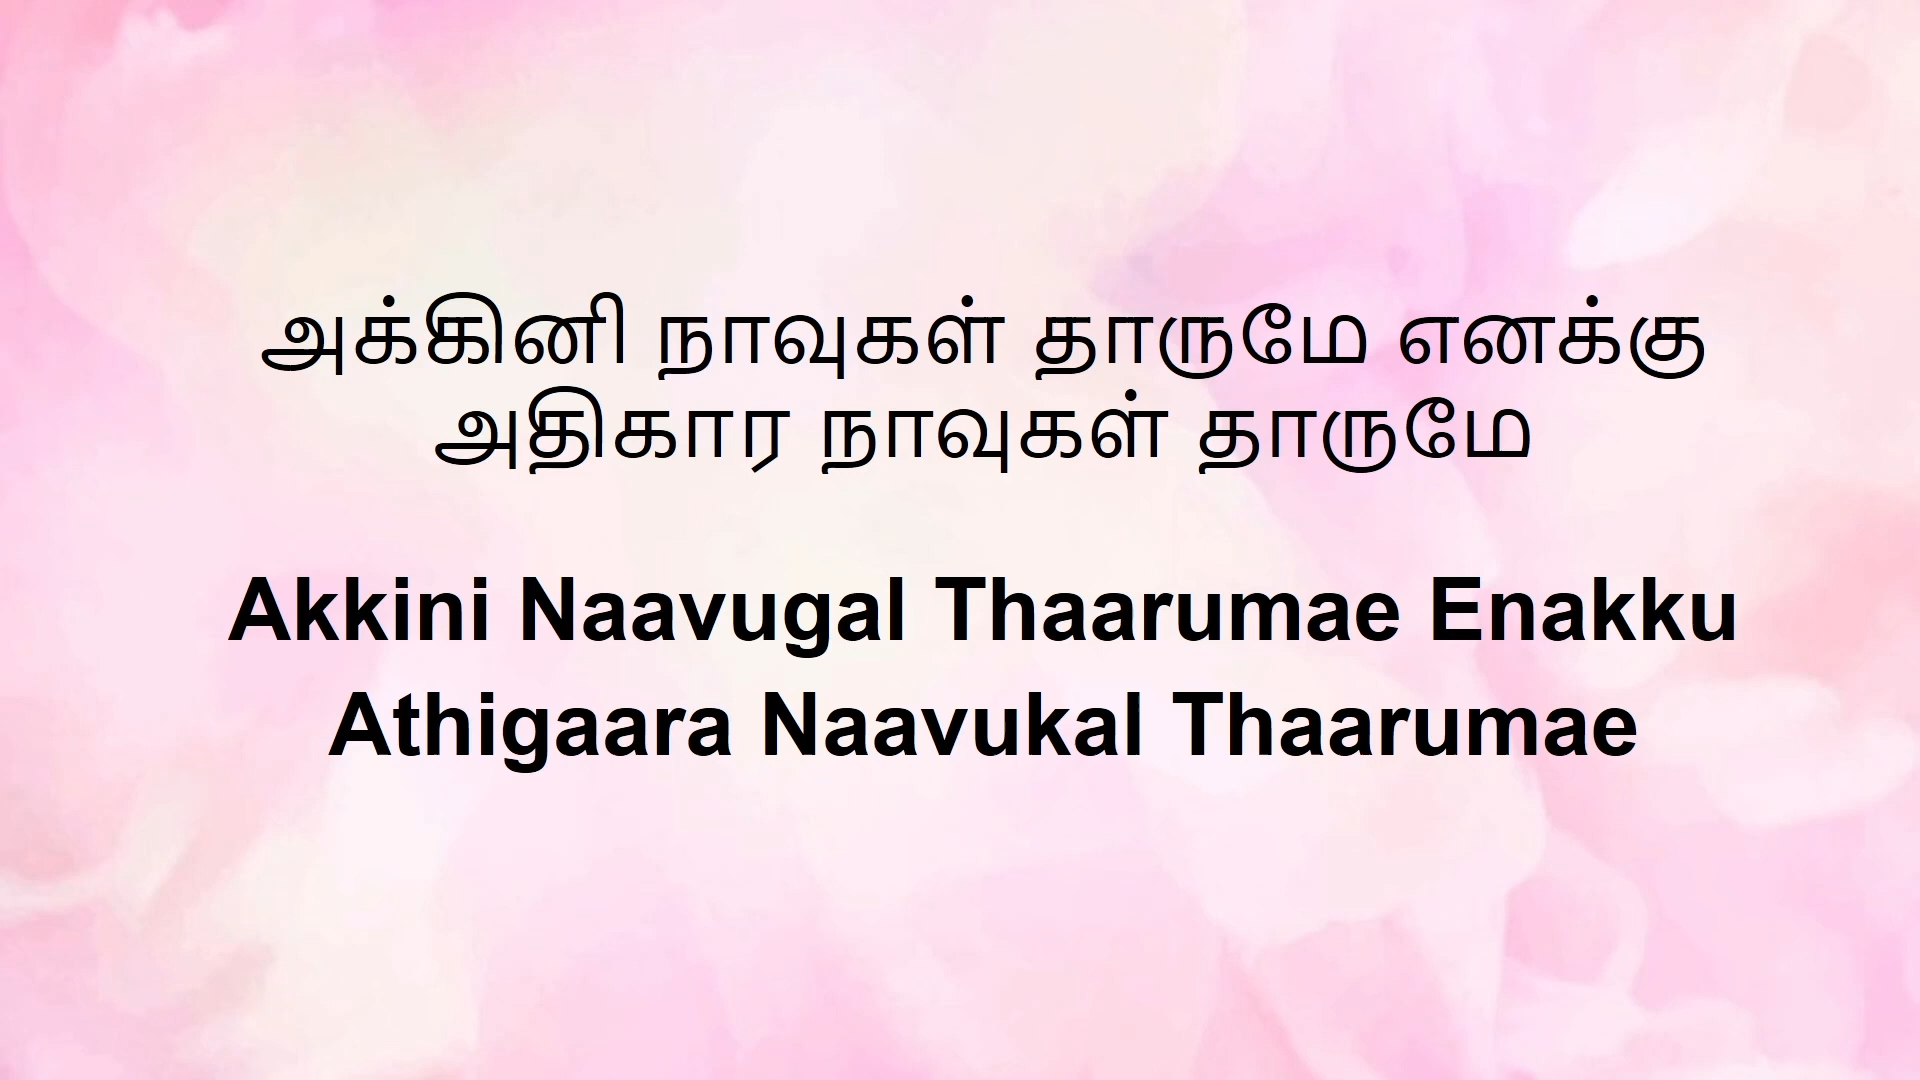 அக்கினி நாவுகள் தாருமே எனக்கு
அதிகார நாவுகள் தாருமே
Akkini Naavugal Thaarumae Enakku
Athigaara Naavukal Thaarumae